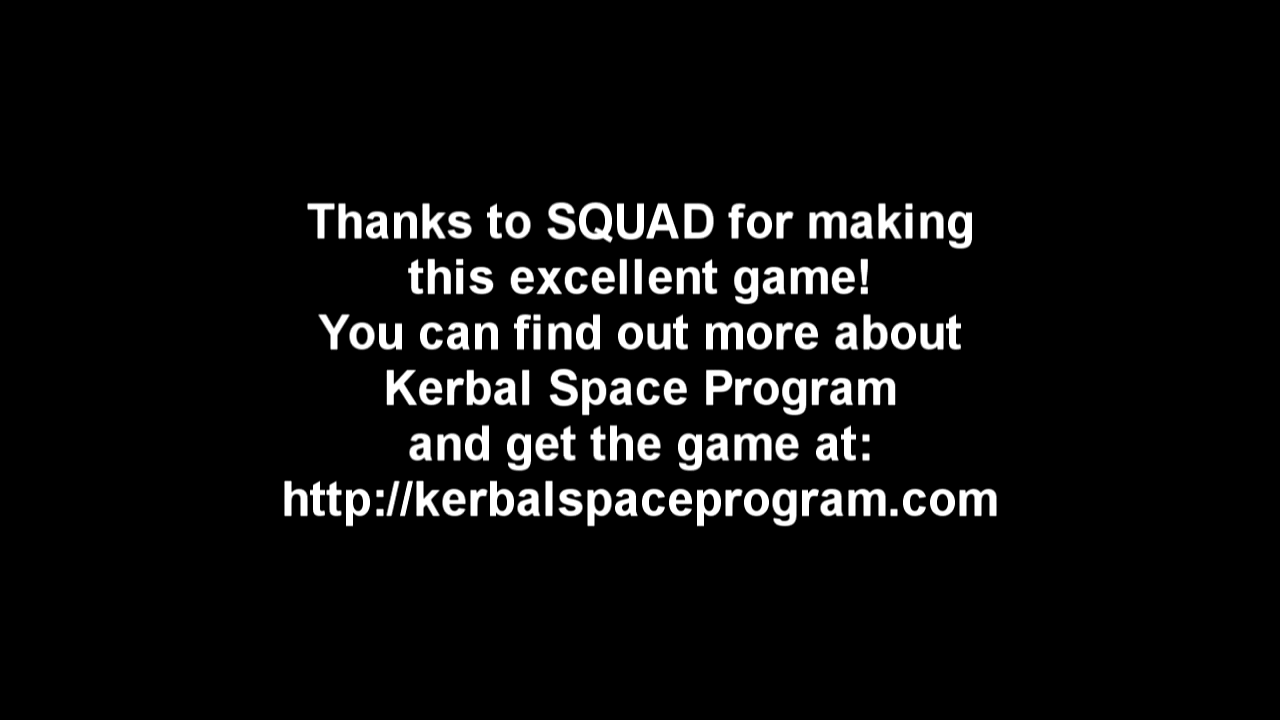 Thanks to SQUAD for making
this excellent game!
You can find out more about
Kerbal Space Program
and get the game at:
http://kerbalspaceprogram.com